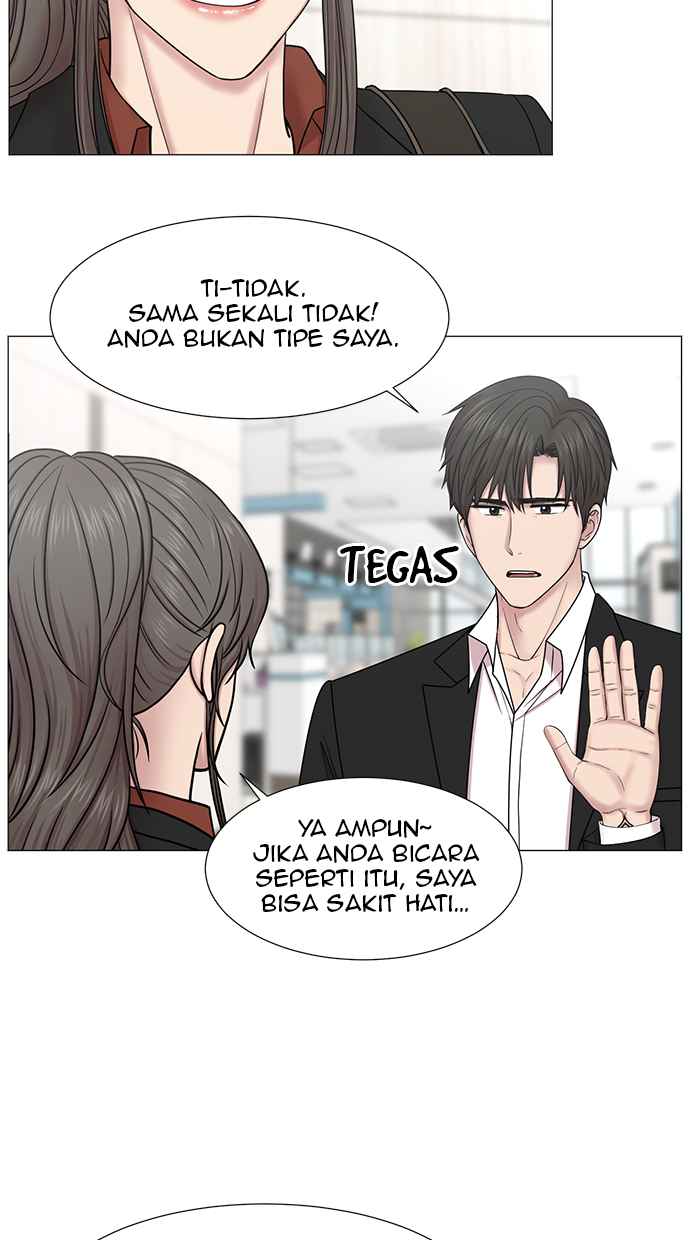 TI-TIDAK.
SAMA SEKALI TIDAK!
ANDA BUKAN TIPE SAYA.
TEGAS
YA AMPUN~
JIKA ANDA BICARA
SEPERTI ITU, SAYA
BISA SAKIT HATI...